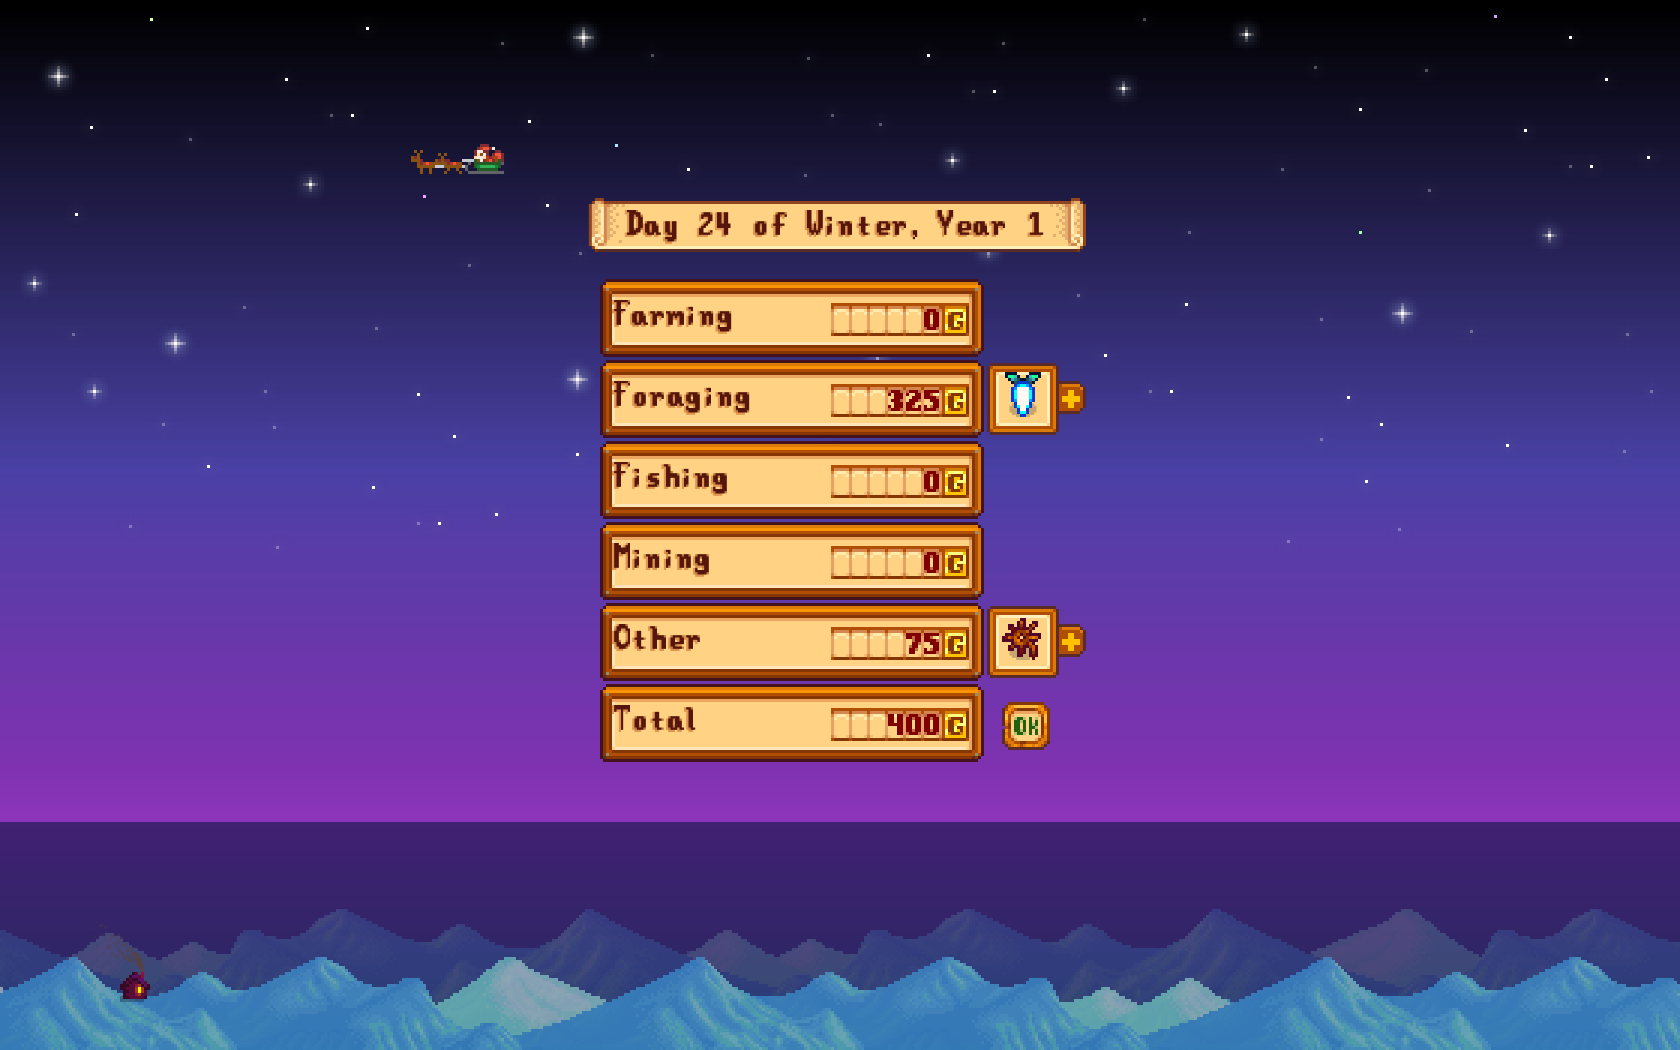 Day 24 of Winter, Year 1
Farming 0 G
Foraging 325 G
Fishing 0 G
Mining 0 G
Other 75 G
Total 400 G
OK